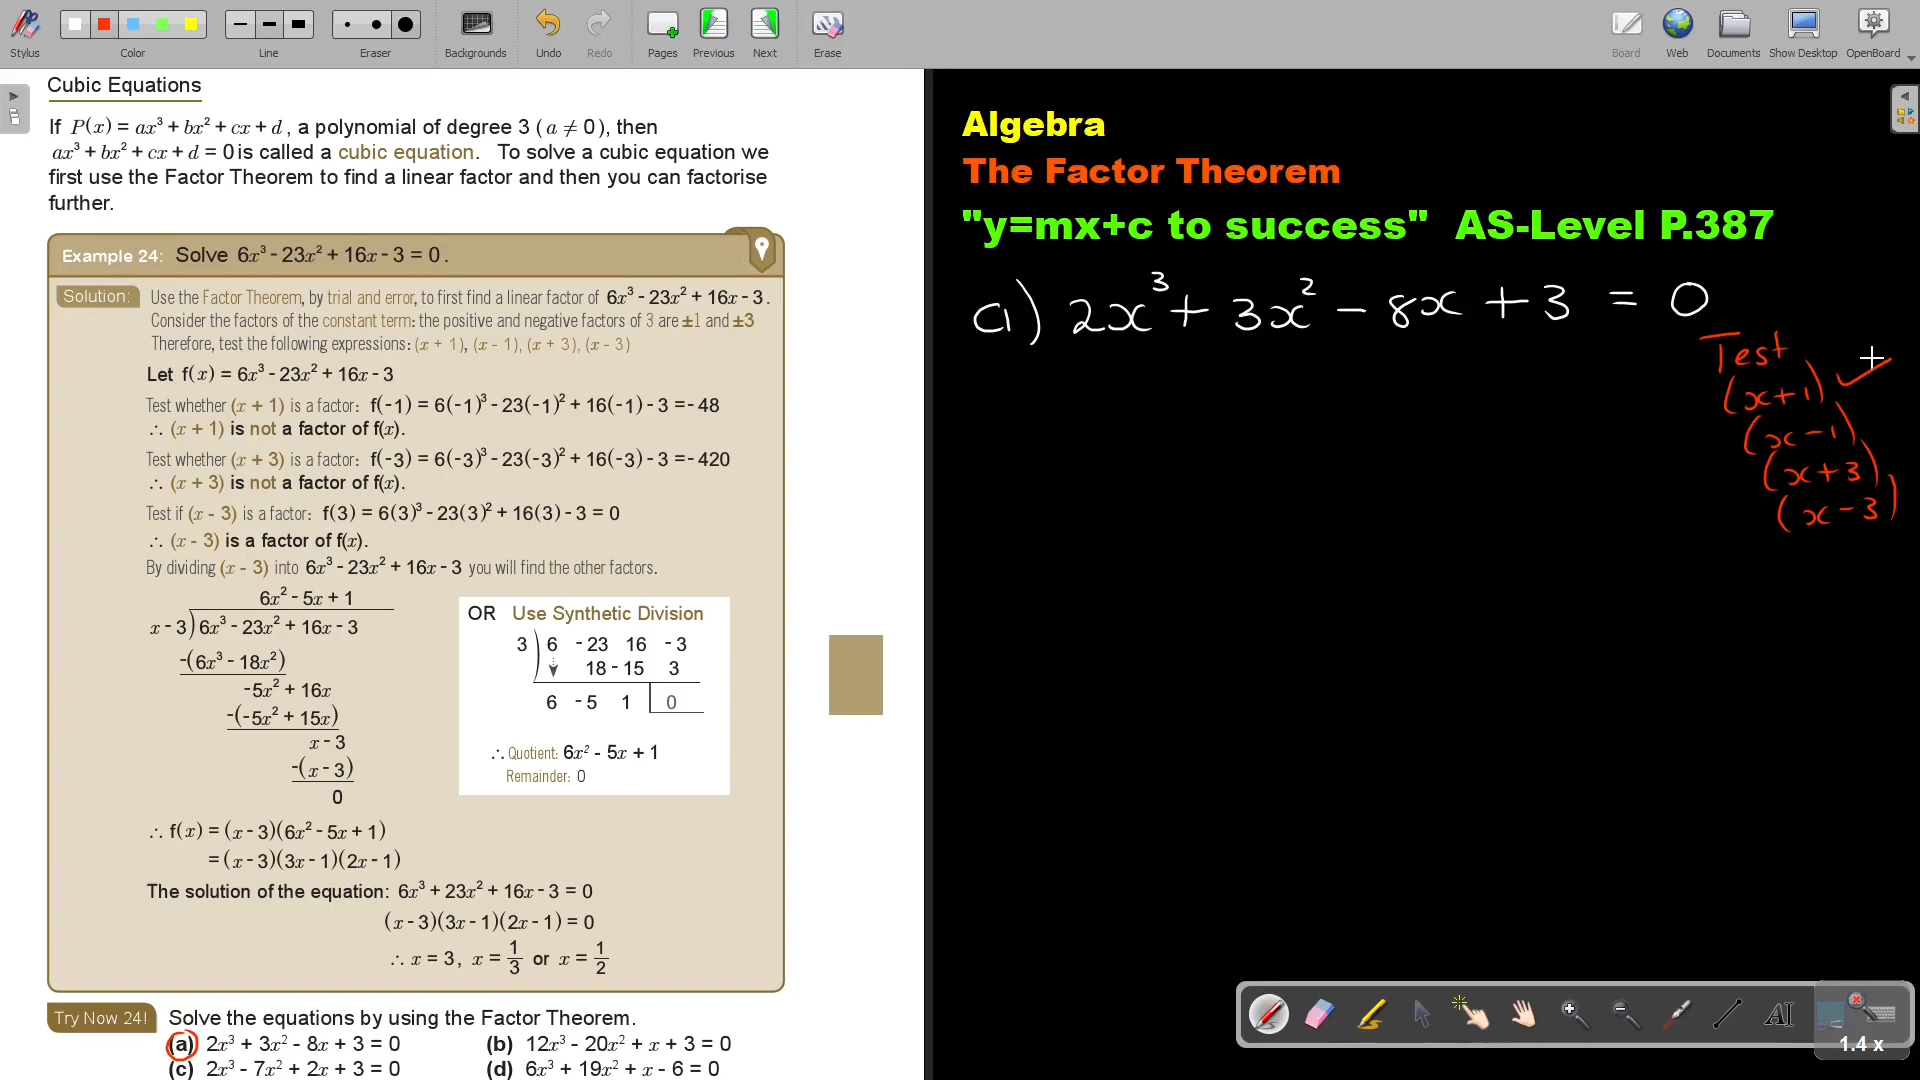 Stylus Color Line Eraser Backgrounds Undo Redo Pages Previous Next Erase Board Web Documents Show Desktop OpenBoard
Cubic Equations
If P(x) = ax³ + bx² + cx + d, a polynomial of degree 3 (a ≠ 0), then
ax³ + bx² + cx + d = 0 is called a cubic equation. To solve a cubic equation we
first use the Factor Theorem to find a linear factor and then you can factorise
further.
Example 24: Solve 6x³ - 23x² + 16x - 3 = 0.
Solution: Use the Factor Theorem, by trial and error, to first find a linear factor of 6x³ - 23x² + 16x - 3.
Consider the factors of the constant term: the positive and negative factors of 3 are ±1 and ±3
Therefore, test the following expressions: (x + 1), (x - 1), (x + 3), (x - 3)
Let f(x) = 6x³ - 23x² + 16x - 3
Test whether (x + 1) is a factor: f(-1) = 6(-1)³ - 23(-1)² + 16(-1) - 3 = - 48
∴ (x + 1) is not a factor of f(x).
Test whether (x + 3) is a factor: f(-3) = 6(-3)³ - 23(-3)² + 16(-3) - 3 = - 420
∴ (x + 3) is not a factor of f(x).
Test if (x - 3) is a factor: f(3) = 6(3)³ - 23(3)² + 16(3) - 3 = 0
∴ (x - 3) is a factor of f(x).
By dividing (x - 3) into 6x³ - 23x² + 16x - 3 you will find the other factors.
6x² - 5x + 1
x - 3)6x³ - 23x² + 16x - 3
-(6x³ - 18x²)
-5x² + 16x
-(-5x² + 15x)
x - 3
-(x - 3)
0
OR Use Synthetic Division
3) 6 - 23 16 - 3
18 - 15 3
6 - 5 1 0
∴ Quotient: 6x² - 5x + 1
Remainder: 0
∴ f(x) = (x - 3)(6x² - 5x + 1)
= (x - 3)(3x - 1)(2x - 1)
The solution of the equation: 6x³ + 23x² + 16x - 3 = 0
(x - 3)(3x - 1)(2x - 1) = 0
∴ x = 3, x = 1/3 or x = 1/2
Try Now 24! Solve the equations by using the Factor Theorem.
(a) 2x³ + 3x² - 8x + 3 = 0 (b) 12x³ - 20x² + x + 3 = 0
(c) 2x³ - 7x² + 2x + 3 = 0 (d) 6x³ + 19x² + x - 6 = 0
Algebra
The Factor Theorem
"y=mx+c to success" AS-Level P.387
a) 2x³ + 3x² - 8x + 3 = 0
Test
(x+1) ✓
(x-1)
(x+3)
(x-3)
AI
1.4 x